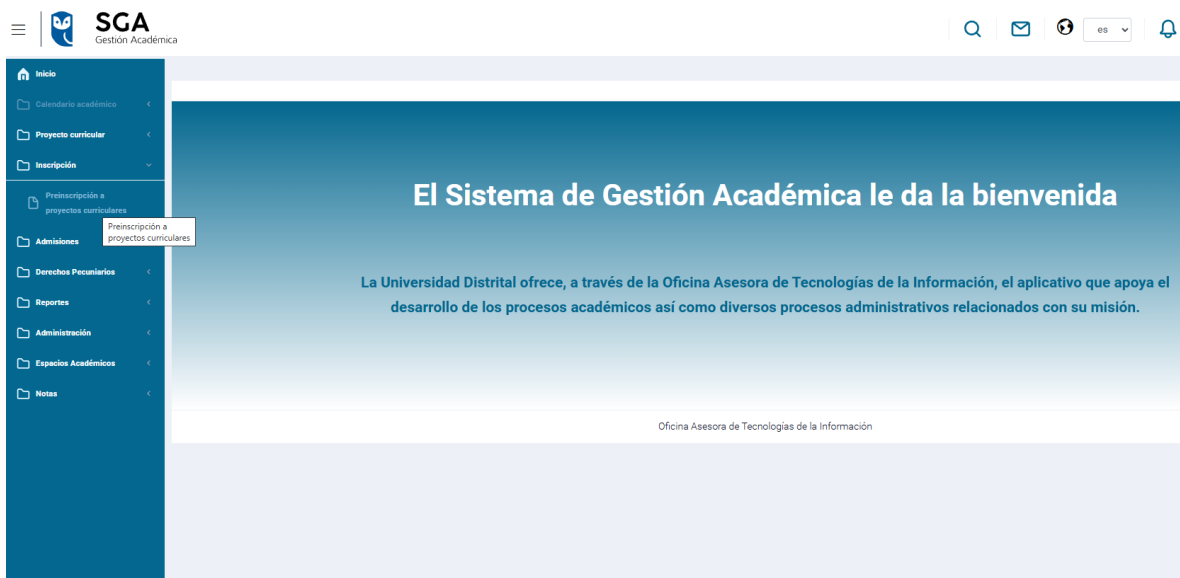 SGA
Gestión Académica
es
Inicio
Calendario académico
Proyecto curricular
Inscripción
Preinscripción a
proyectos curriculares
Preinscripción a
proyectos curriculares
Admisiones
Derechos Pecuniarios
Reportes
Administración
Espacios Académicos
Notas
El Sistema de Gestión Académica le da la bienvenida
La Universidad Distrital ofrece, a través de la Oficina Asesora de Tecnologías de la Información, el aplicativo que apoya el
desarrollo de los procesos académicos así como diversos procesos administrativos relacionados con su misión.
Oficina Asesora de Tecnologías de la Información